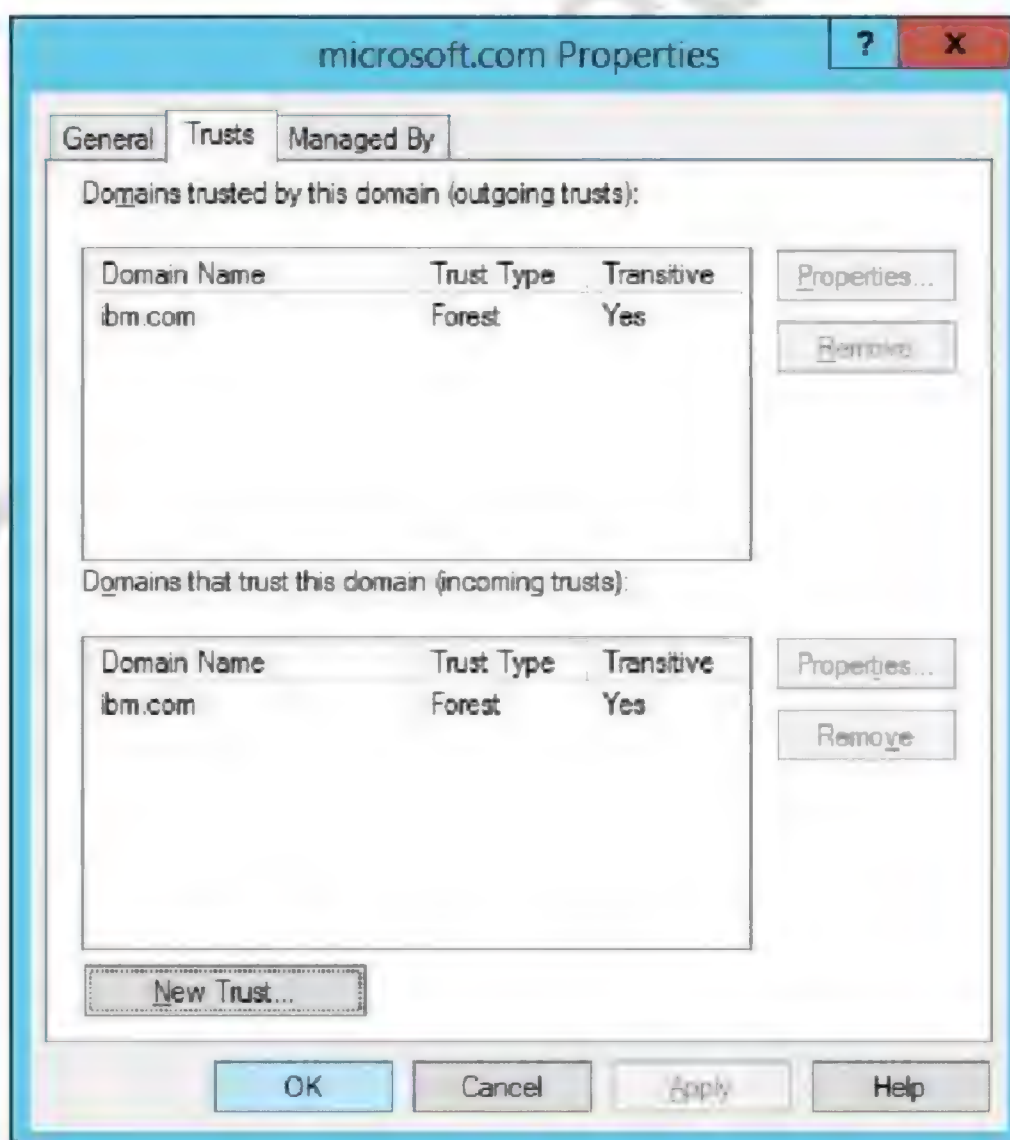 microsoft.com Properties ? X
General Trusts Managed By
Domains trusted by this domain (outgoing trusts):
Domain Name Trust Type Transitive Properties...
ibm.com Forest Yes
Remove
Domains that trust this domain (incoming trusts):
Domain Name Trust Type Transitive Properties...
ibm.com Forest Yes
Remove
New Trust...
OK Cancel Apply Help